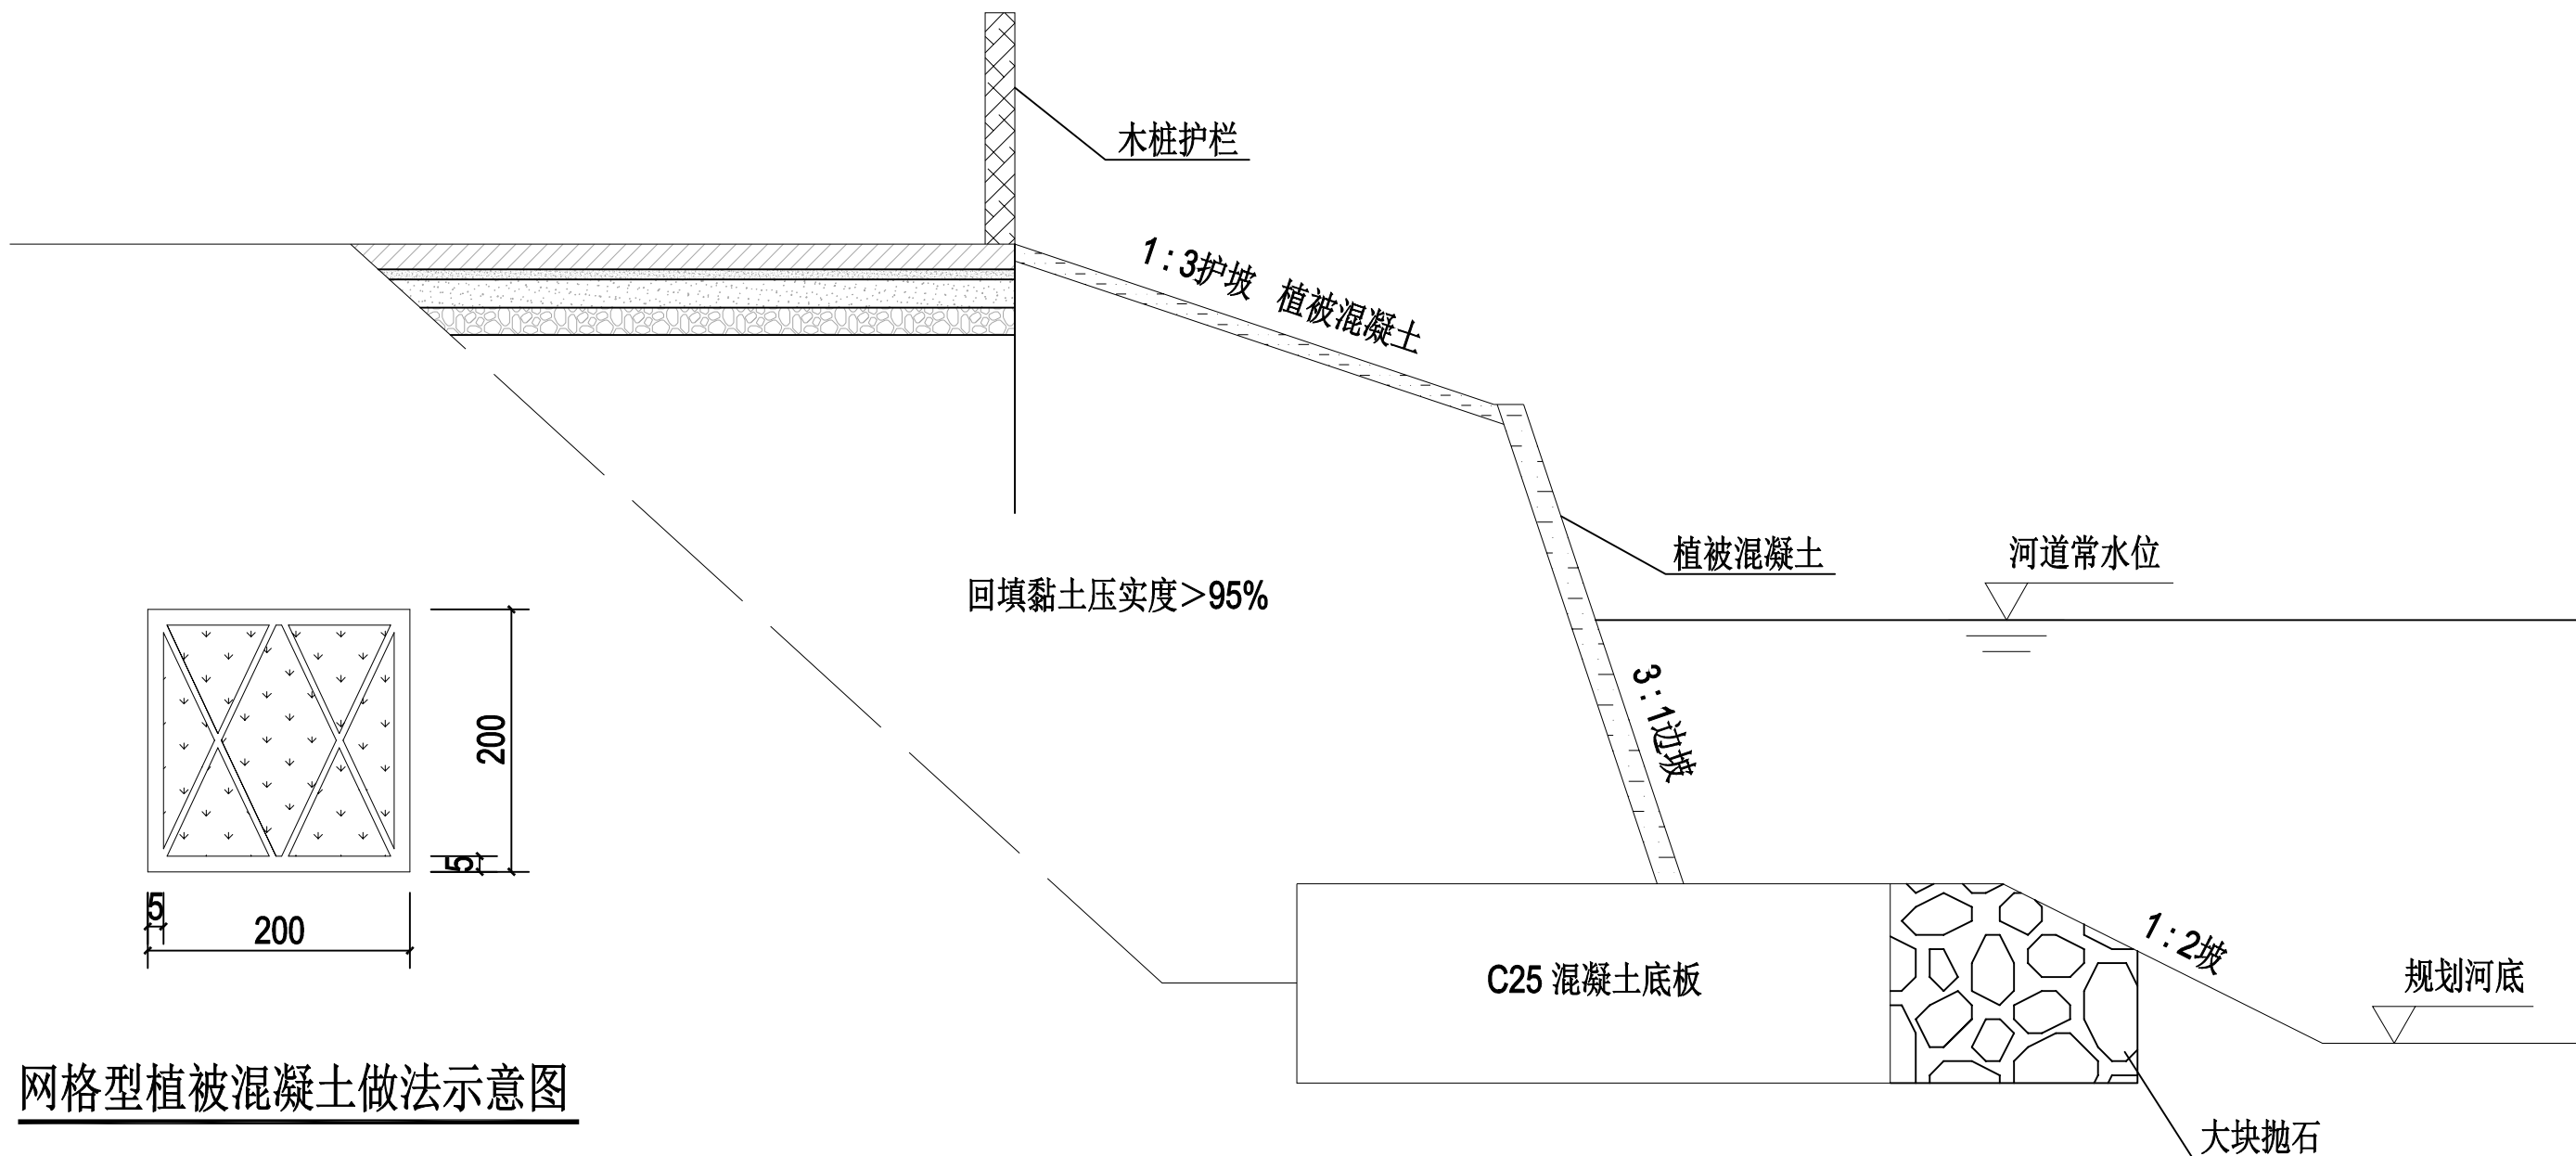 木桩护栏
1:3护坡 植被混凝土
植被混凝土
河道常水位
回填黏土压实度>95%
3:1边坡
200
5
5
200
C25 混凝土底板
1:2坡
规划河底
网格型植被混凝土做法示意图
大块抛石